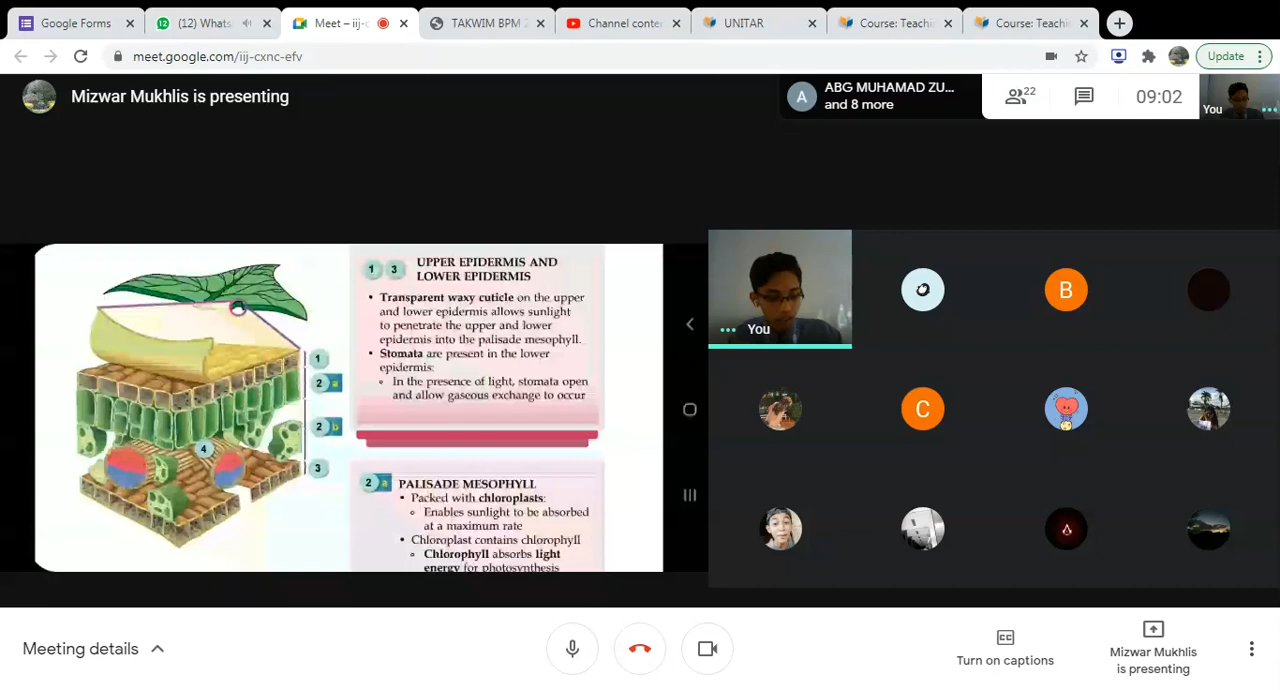 Google Forms
(12) Whats
Meet – iij-c
TAKWIM BPM 2
Channel conte
UNITAR
Course: Teachi
Course: Teachi
meet.google.com/iij-cxnc-efv
Update
Mizwar Mukhlis is presenting
A
ABG MUHAMAD ZU...
and 8 more
22
09:02
You
UPPER EPIDERMIS AND
1 3
LOWER EPIDERMIS
• Transparent waxy cuticle on the upper
and lower epidermis allows sunlight
to penetrate the upper and lower
epidermis into the palisade mesophyll.
• Stomata are present in the lower
epidermis:
In the presence of light, stomata open
and allow gaseous exchange to occur
1
2 a
2 b
4
3
2 a PALISADE MESOPHYLL
• Packed with chloroplasts:
Enables sunlight to be absorbed
at a maximum rate
• Chloroplast contains chlorophyll
Chlorophyll absorbs light
energy for photosynthesis
You
B
C
Meeting details
Turn on captions
Mizwar Mukhlis
is presenting